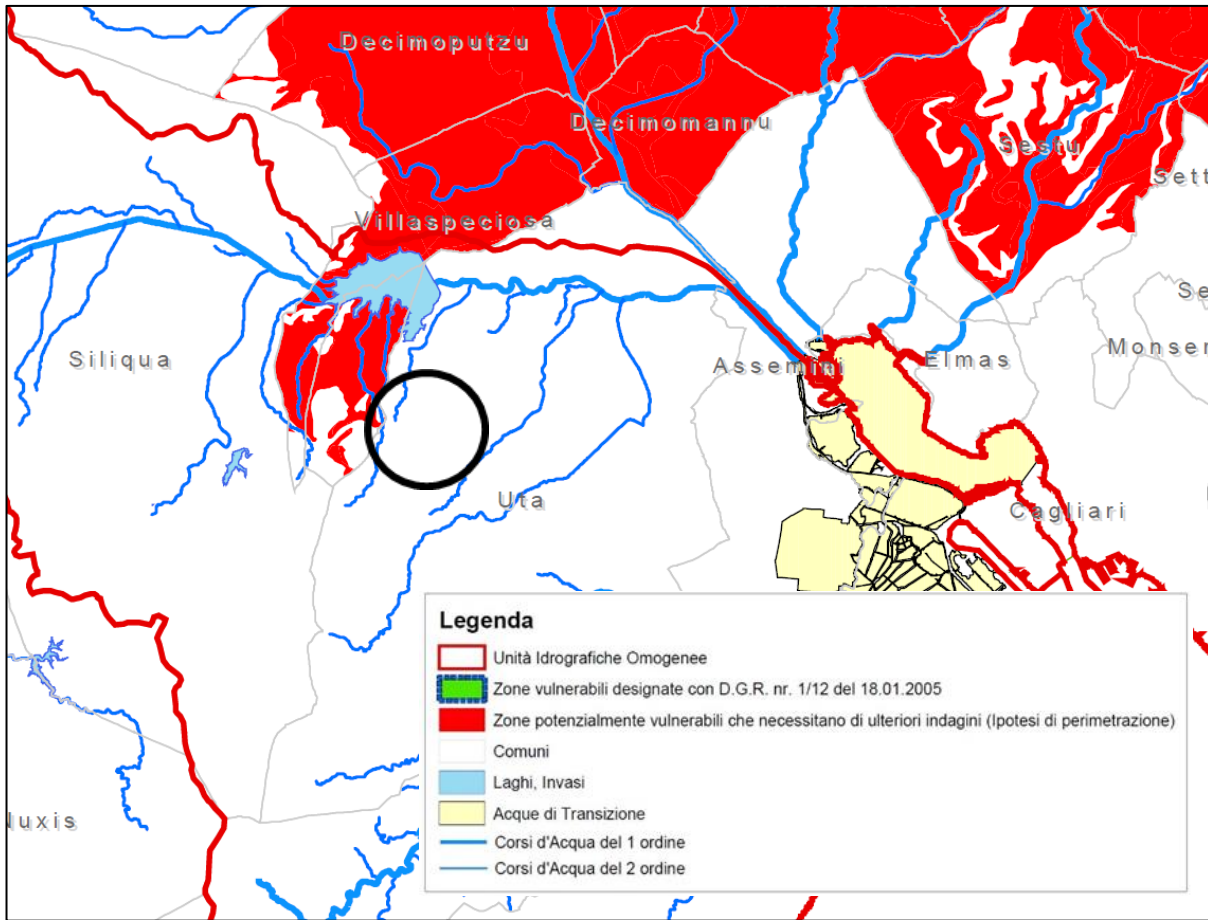 Decimoputzu
Decimomannu
Sestu
Sett
Villaspeciosa
Se
Siliqua
Assemini
Elmas
Monser
Uta
Cagliari
Nuxis
Legenda
Unità Idrografiche Omogenee
Zone vulnerabili designate con D.G.R. nr. 1/12 del 18.01.2005
Zone potenzialmente vulnerabili che necessitano di ulteriori indagini (Ipotesi di perimetrazione)
Comuni
Laghi, Invasi
Acque di Transizione
Corsi d'Acqua del 1 ordine
Corsi d'Acqua del 2 ordine